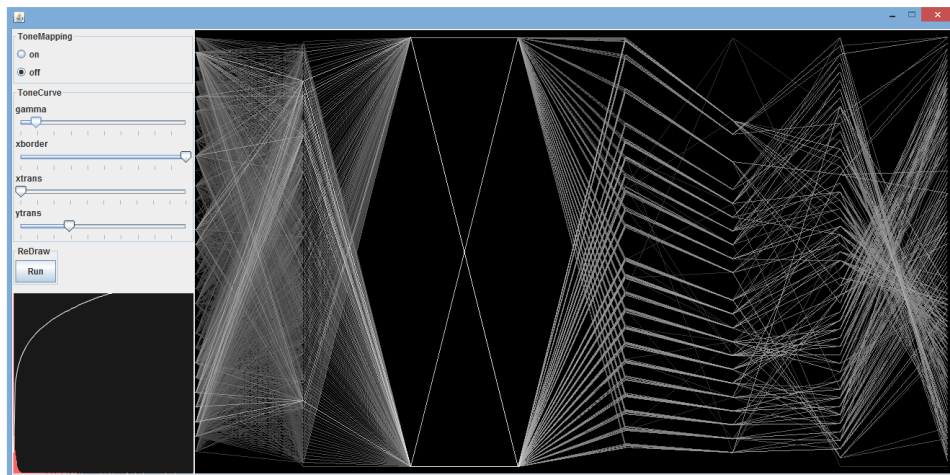 ToneMapping
on
off
ToneCurve
gamma
xborder
xtrans
ytrans
ReDraw
Run